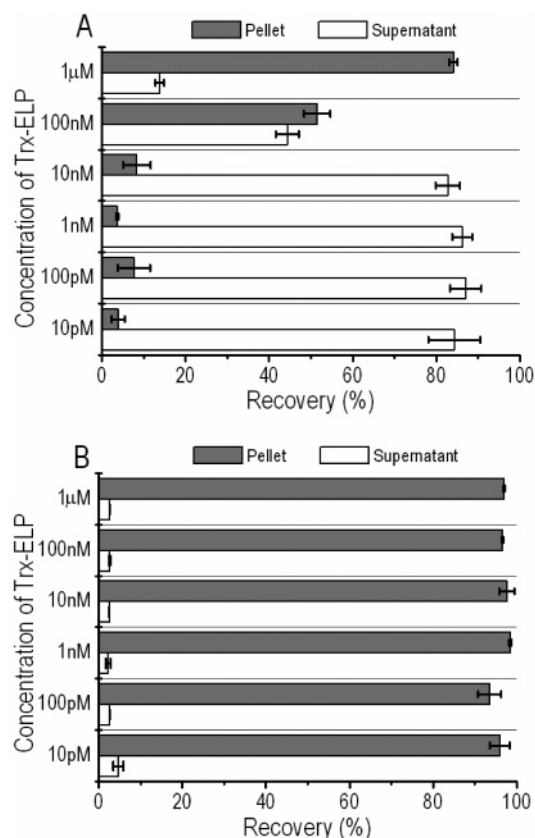 A
Pellet Supernatant
Concentration of Trx-ELP
1μM
100nM
10nM
1nM
100pM
10pM
0 20 40 60 80 100
Recovery (%)
B
Pellet Supernatant
Concentration of Trx-ELP
1μM
100nM
10nM
1nM
100pM
10pM
0 20 40 60 80 100
Recovery (%)